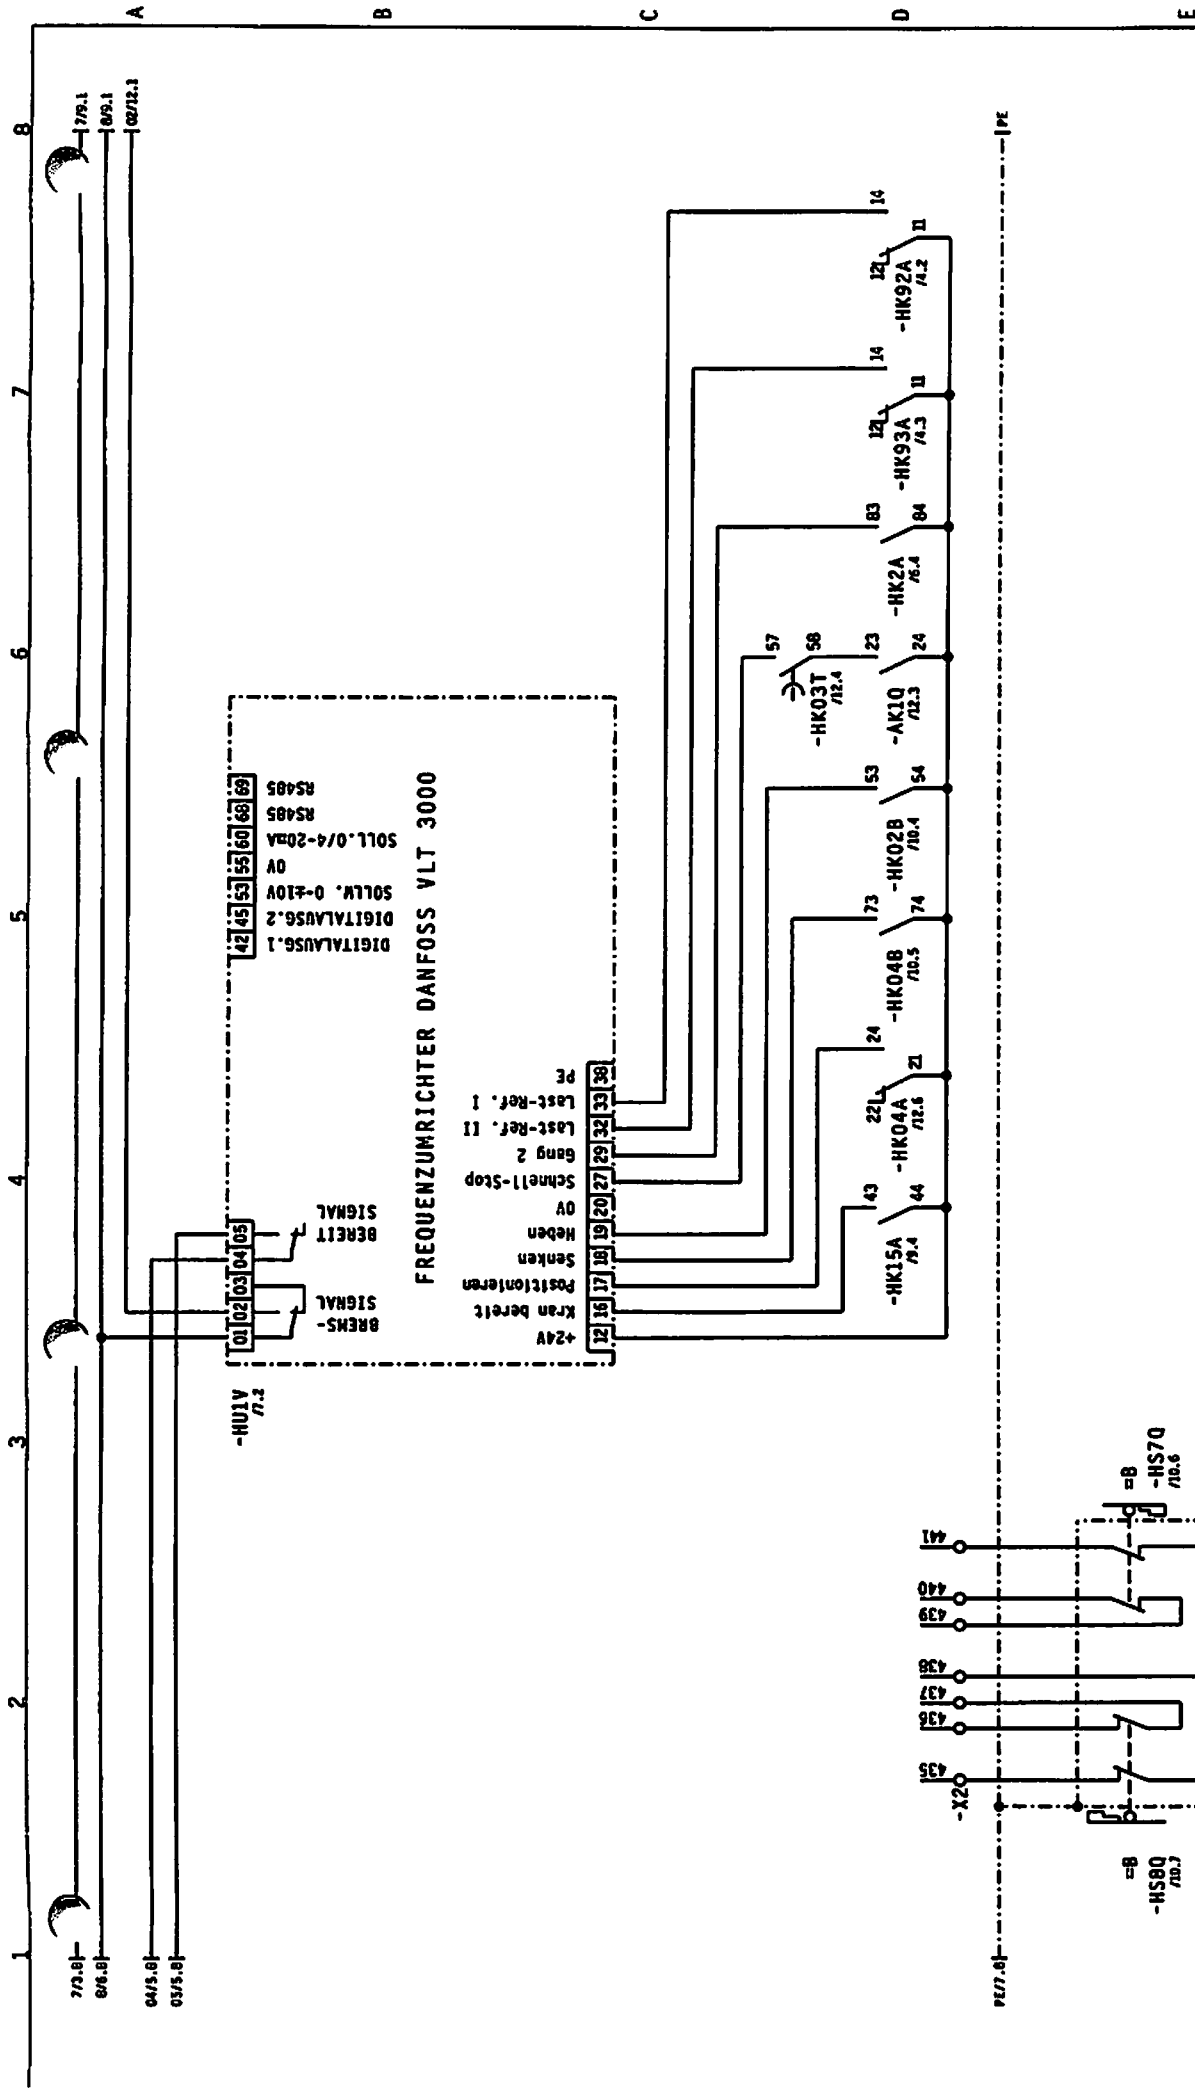 1 2 3 4 5 6 7 8
A
B
C
D
E
7/3.8
8/6.8
04/5.8
05/5.8
7/9.1
8/9.1
02/12.1
-HU1V
/7.2
01 02 03 04 05
BREMS-
SIGNAL
BEREIT
SIGNAL
42 45 53 55 60 68 69
DIGITALAUSG.1
DIGITALAUSG.2
SOLLW. 0-±10V
0V
SOLL.0/4-20mA
RS485
RS485
FREQUENZUMRICHTER DANFOSS VLT 3000
+24V
Kran bereit
Positionieren
Senken
Heben
0V
Schnell-Stop
Gang 2
Last-Ref. II
Last-Ref. I
PE
12 16 17 18 19 20 27 29 32 33 38
43
44
-HK15A
/9.4
22
24
21
-HK04A
/12.6
73
74
-HK04B
/10.5
53
54
-HK02B
/10.4
57
58
-HK03T
/12.4
23
24
-AK1Q
/12.3
83
84
-HK2A
/6.4
12
14
11
-HK93A
/4.3
12
14
11
-HK92A
/4.2
PE/7.8
PE
-X2
435
436
437
438
439
440
441
=B
-HS8Q
/10.7
=B
-HS7Q
/10.6